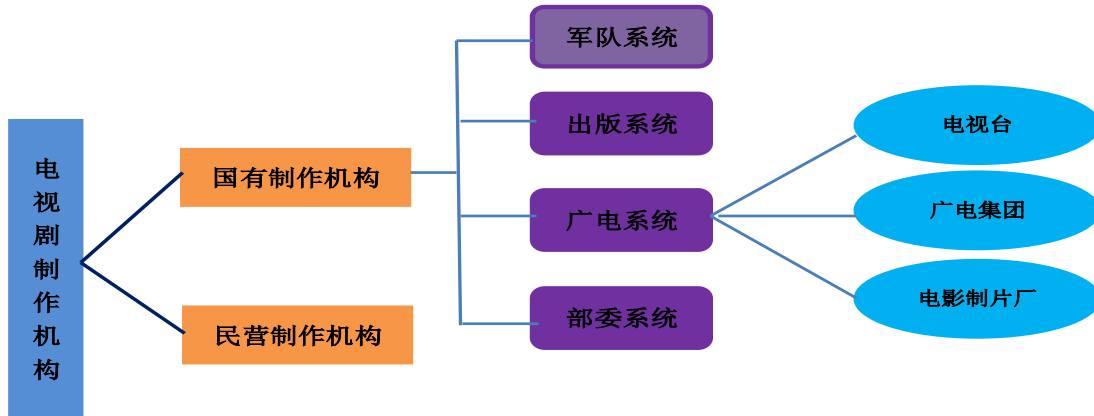 电视剧制作机构
国有制作机构
民营制作机构
军队系统
出版系统
广电系统
部委系统
电视台
广电集团
电影制片厂